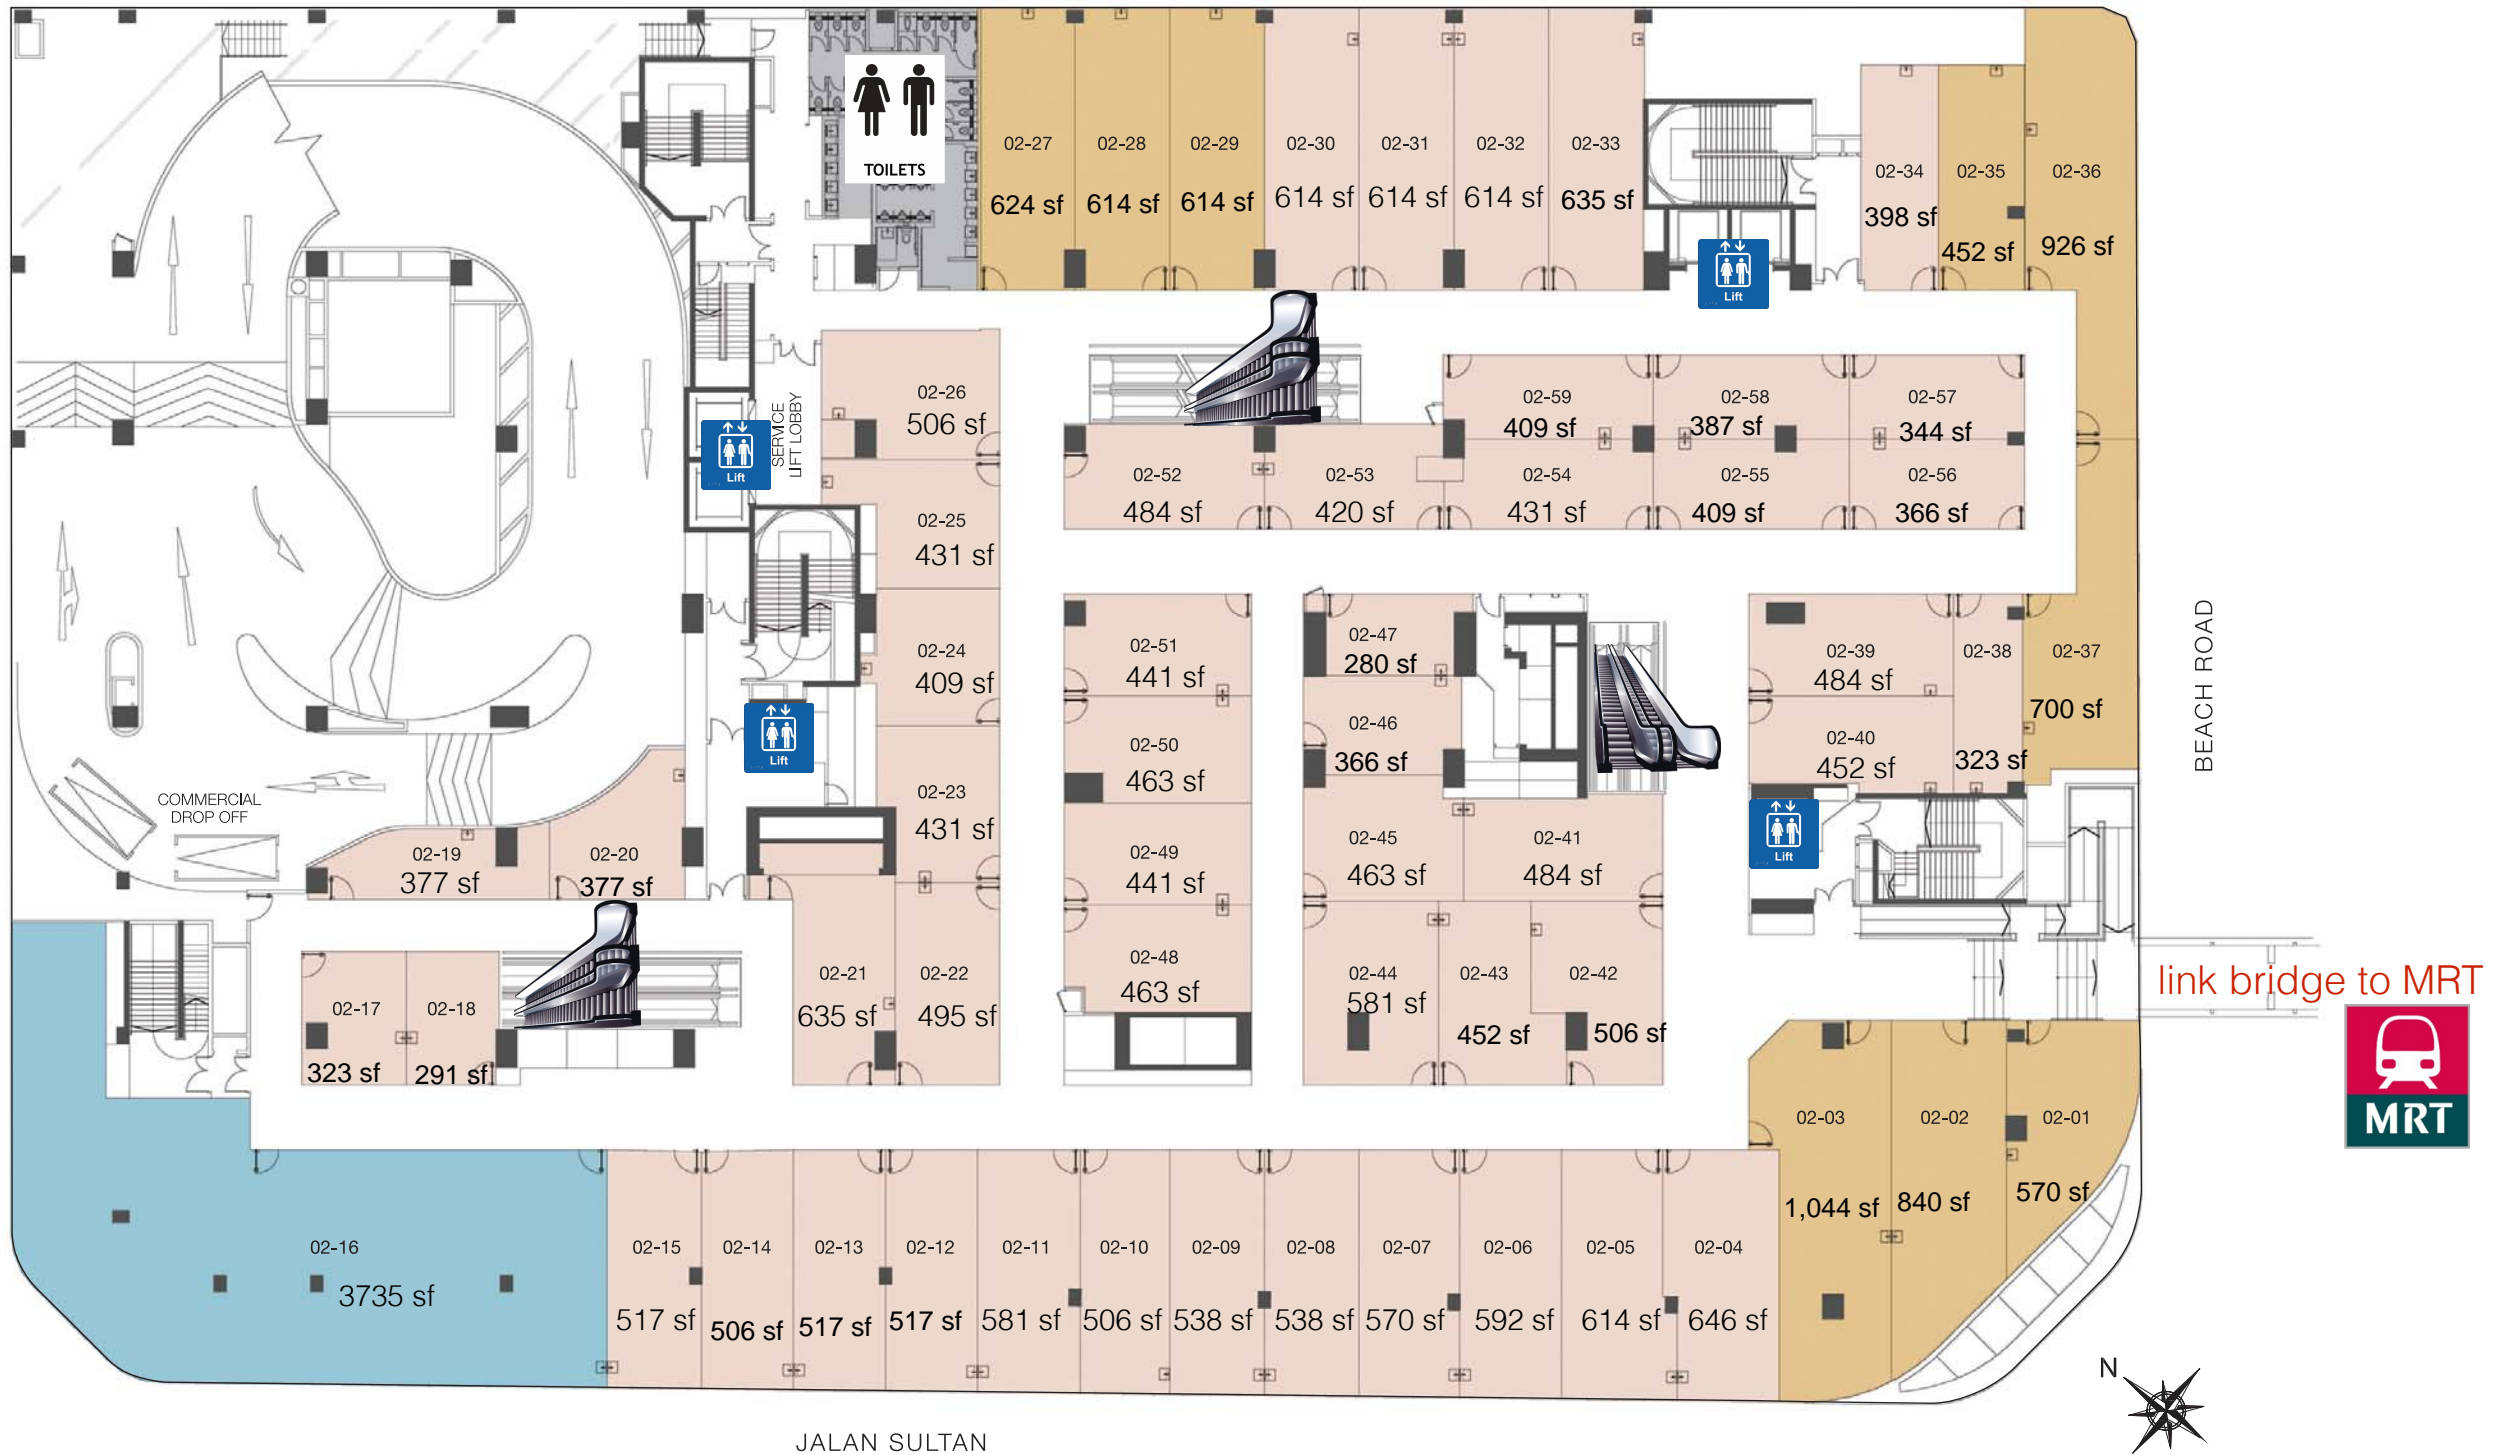 TOILETS
02-27
624 sf
02-28
614 sf
02-29
614 sf
02-30
614 sf
02-31
614 sf
02-32
614 sf
02-33
635 sf
02-34
398 sf
02-35
452 sf
02-36
926 sf
Lift
02-26
506 sf
SERVICE
LIFT LOBBY
Lift
02-59
409 sf
02-58
387 sf
02-57
344 sf
02-52
484 sf
02-53
420 sf
02-54
431 sf
02-55
409 sf
02-56
366 sf
02-25
431 sf
02-24
409 sf
02-51
441 sf
02-47
280 sf
02-39
484 sf
02-38
323 sf
02-37
700 sf
BEACH ROAD
Lift
02-50
463 sf
02-46
366 sf
02-40
452 sf
COMMERCIAL
DROP OFF
02-23
431 sf
02-19
377 sf
02-20
377 sf
02-49
441 sf
02-45
463 sf
02-41
484 sf
Lift
02-17
323 sf
02-18
291 sf
02-21
635 sf
02-22
495 sf
02-48
463 sf
02-44
581 sf
02-43
452 sf
02-42
506 sf
link bridge to MRT
MRT
02-03
1,044 sf
02-02
840 sf
02-01
570 sf
02-16
3735 sf
02-15
517 sf
02-14
506 sf
02-13
517 sf
02-12
517 sf
02-11
581 sf
02-10
506 sf
02-09
538 sf
02-08
538 sf
02-07
570 sf
02-06
592 sf
02-05
614 sf
02-04
646 sf
N
JALAN SULTAN